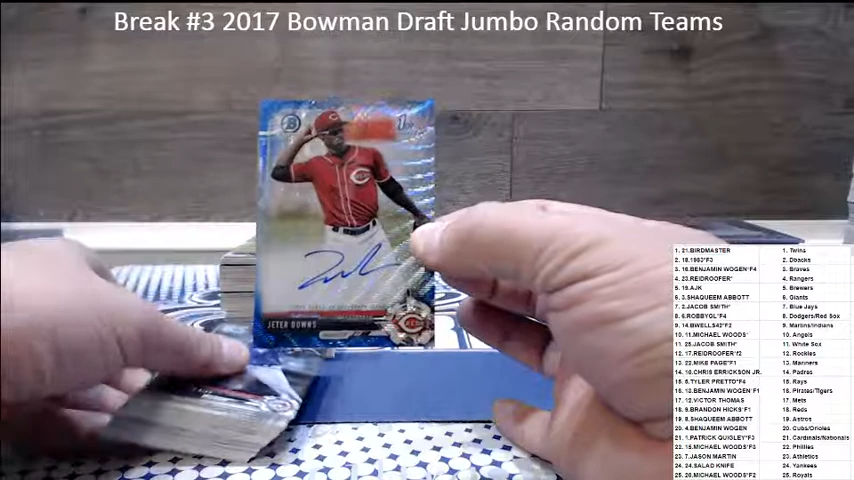 Break #3 2017 Bowman Draft Jumbo Random Teams
1st
JETER DOWNS
REDS
1. 21.BIRDMASTER 1. Twins
2. 18.1983*F3 2. Dbacks
3. 16.BENJAMIN WOGEN*F4 3. Braves
4. 23.REIDROOFER* 4. Rangers
5. 19.AJK 5. Brewers
6. 3.SHAQUEEM ABBOTT 6. Giants
7. 2.JACOB SMITH* 7. Blue Jays
8. 6.ROBBYOL*F4 8. Dodgers/Red Sox
9. 14.BWELLS42*F2 9. Marlins/Indians
10. 11.MICHAEL WOODS* 10. Angels
11. 7.JACOB SMITH* 11. White Sox
12. 17.REIDROOFER*f2 12. Rockies
13. 22.MIKE PAGE*F1 13. Mariners
14. 10.CHRIS ERRICKSON JR. 14. Padres
15. 5.TYLER PRETTO*F4 15. Rays
16. 13.BENJAMIN WOGEN*F1 16. Pirates/Tigers
17. 12.VICTOR THOMAS 17. Mets
18. 9.BRANDON HICKS*F1 18. Reds
19. 8.SHAQUEEM ABBOTT 19. Astros
20. 4.BENJAMIN WOGEN 20. Cubs/Orioles
21. 1.PATRICK QUIGLEY*F3 21. Cardinals/Nationals
22. 15.MICHAEL WOODS*F3 22. Phillies
23. 20.JASON MARTIN 23. Athletics
24. 24.SALAD KNIFE 24. Yankees
25. 25.MICHAEL WOODS*F2 25. Royals